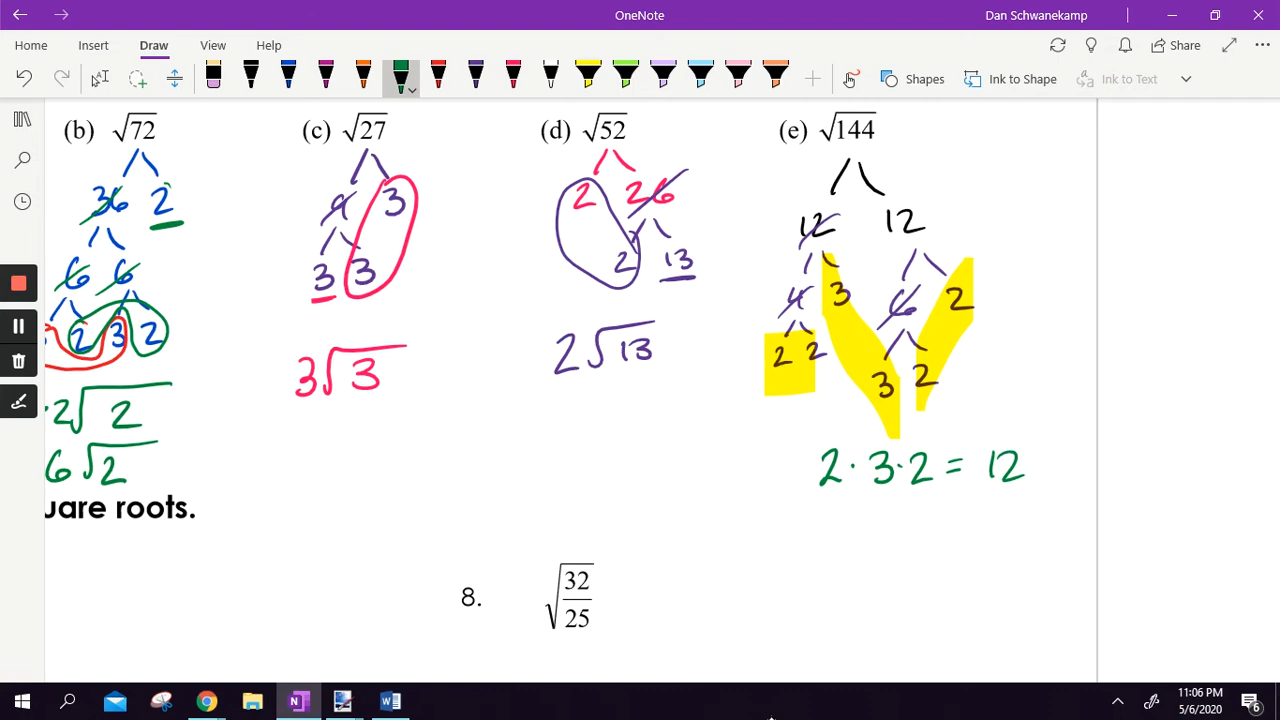 OneNote
Dan Schwanekamp
Home Insert Draw View Help
Share
Shapes Ink to Shape Ink to Text
(b) √72 (c) √27 (d) √52 (e) √144
36 2
6 6
2 3 2
·2√2
6√2
9 3
3 3
3√3
2 26
2 13
2√13
12 12
4 3 6 2
2 2 3 2
2 · 3 · 2 = 12
uare roots.
8. √32/25
11:06 PM
5/6/2020
6